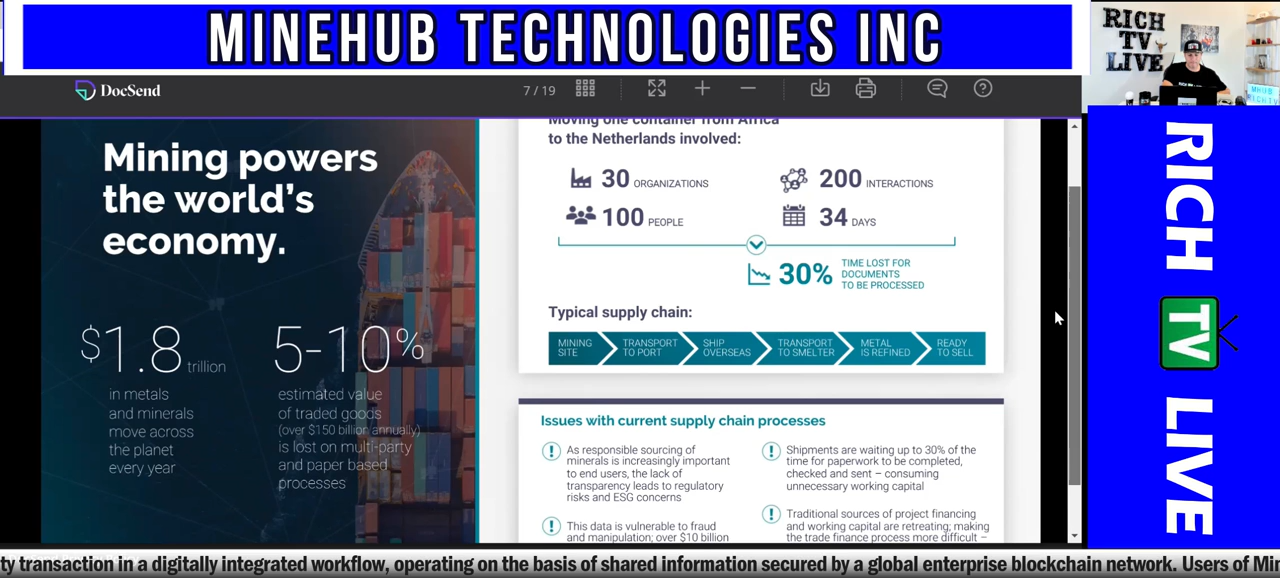 MINEHUB TECHNOLOGIES INC
RICH
TV
LIVE
DocSend
7 / 19
Mining powers
the world's
economy.
$1.8 trillion
in metals
and minerals
move across
the planet
every year
5-10%
estimated value
of traded goods
(over $150 billion annually)
is lost on multi-party
and paper based
processes
Moving one container from Africa
to the Netherlands involved:
30 ORGANIZATIONS
200 INTERACTIONS
100 PEOPLE
34 DAYS
30% TIME LOST FOR
DOCUMENTS
TO BE PROCESSED
Typical supply chain:
MINING
SITE
TRANSPORT
TO PORT
SHIP
OVERSEAS
TRANSPORT
TO SMELTER
METAL
IS REFINED
READY
TO SELL
Issues with current supply chain processes
As responsible sourcing of
minerals is increasingly important
to end users, the lack of
transparency leads to regulatory
risks and ESG concerns
This data is vulnerable to fraud
and manipulation; over $10 billion
Shipments are waiting up to 30% of the
time for paperwork to be completed,
checked and sent – consuming
unnecessary working capital
Traditional sources of project financing
and working capital are retreating; making
the trade finance process more difficult –
RICH TV LIVE
ty transaction in a digitally integrated workflow, operating on the basis of shared information secured by a global enterprise blockchain network. Users of Mi